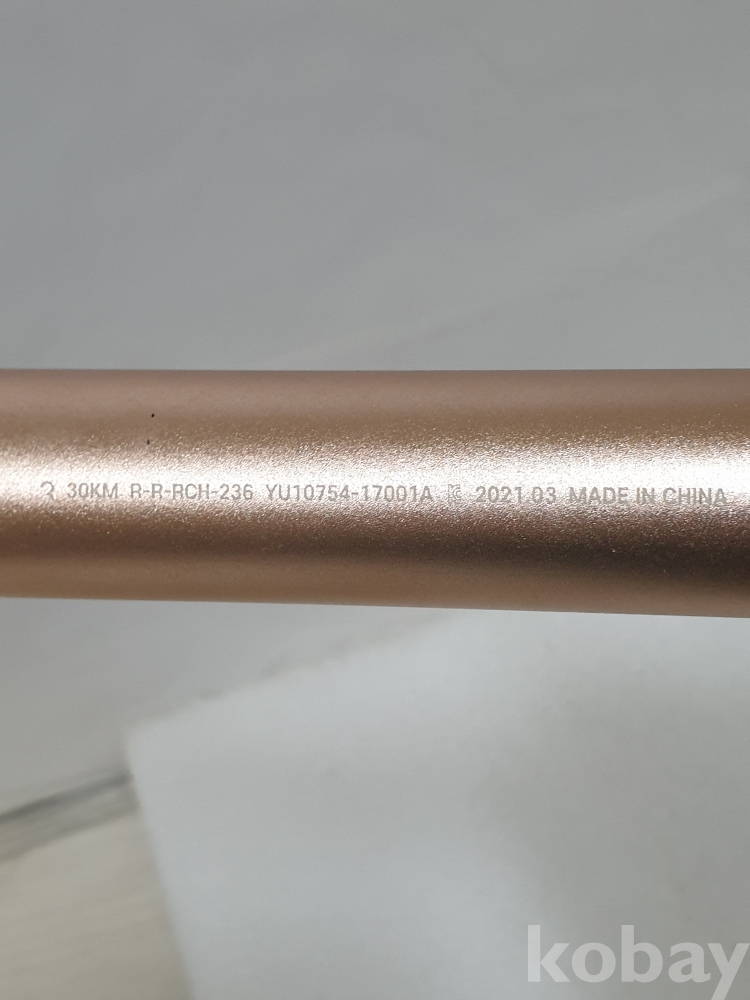 30KM R-R-RCH-236 YU10754-17001A 2021.03 MADE IN CHINA
kobay